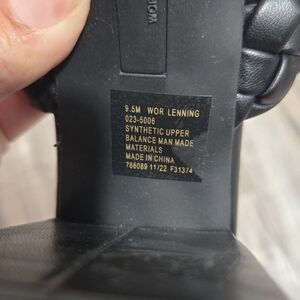 9.5M WOR LENNING
023-5006
SYNTHETIC UPPER
BALANCE MAN MADE
MATERIALS
MADE IN CHINA
766089 11/22 F31374